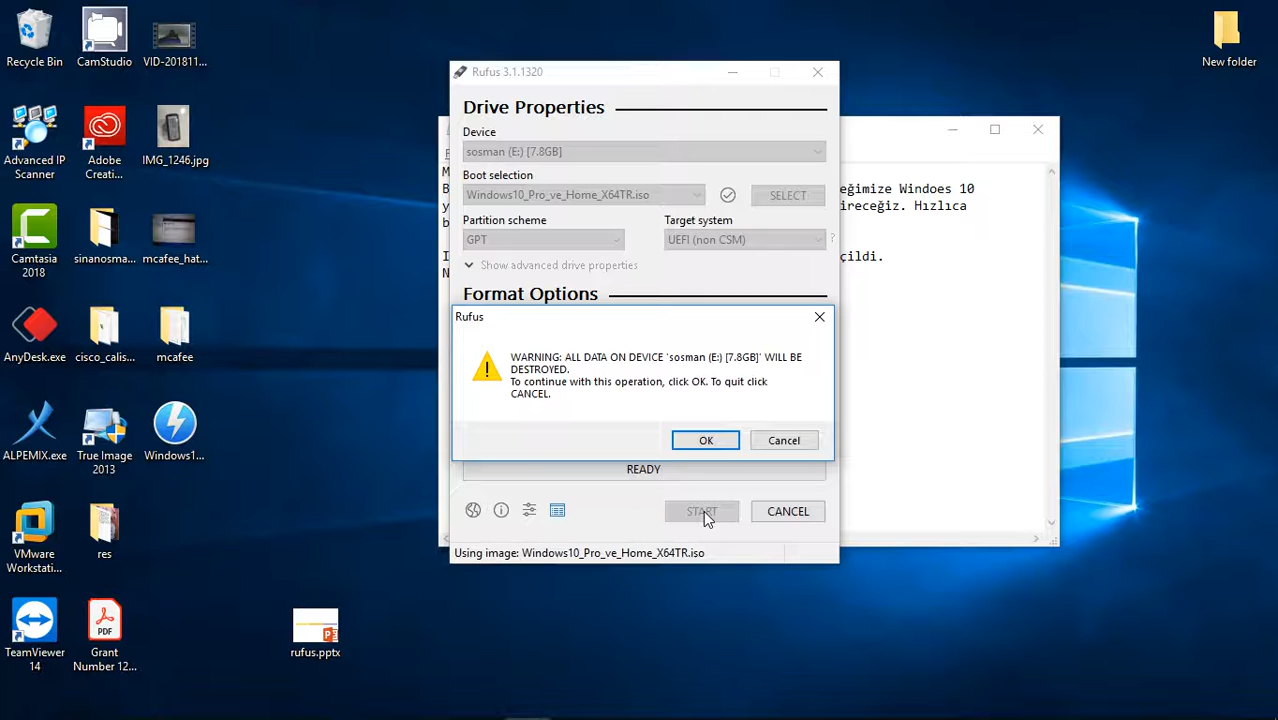 Recycle Bin
CamStudio
VID-201811...
New folder
Advanced IP
Scanner
Adobe
Creati...
IMG_1246.jpg
Camtasia
2018
sinanosma...
mcafee_hat...
AnyDesk.exe
cisco_calis...
mcafee
ALPEMIX.exe
True Image
2013
Windows1...
VMware
Workstati...
res
TeamViewer
14
PDF
Grant
Number 12...
rufus.pptx
Rufus 3.1.1320
Drive Properties
Device
sosman (E:) [7.8GB]
Boot selection
Windows10_Pro_ve_Home_X64TR.iso
SELECT
Partition scheme
Target system
GPT
UEFI (non CSM)
?
Show advanced drive properties
Format Options
Rufus
WARNING: ALL DATA ON DEVICE 'sosman (E:) [7.8GB]' WILL BE
DESTROYED.
To continue with this operation, click OK. To quit click
CANCEL.
OK
Cancel
READY
START
CANCEL
Using image: Windows10_Pro_ve_Home_X64TR.iso
eğimize Windoes 10
ireceğiz. Hızlıca
çildi.